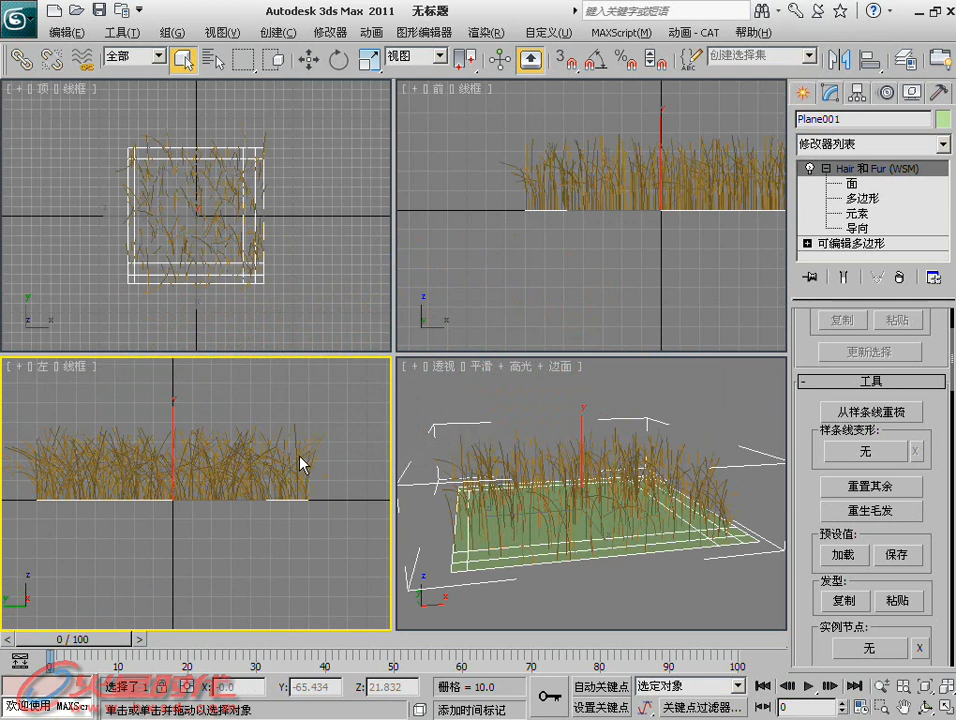 Autodesk 3ds Max 2011 无标题
键入关键字或短语
编辑(E) 工具(T) 组(G) 视图(V) 创建(C) 修改器 动画 图形编辑器 渲染(R) 自定义(U) MAXScript(M) 动画 - CAT 帮助(H)
全部 视图 3 创建选择集
[ + [] 顶 [] 线框 ]
[ + [] 前 [] 线框 ]
Plane001
修改器列表
Hair 和 Fur (WSM)
面
多边形
元素
导向
可编辑多边形
复制 粘贴
更新选择
[ + [] 左 [] 线框 ]
[ + [] 透视 [] 平滑 + 高光 + 边面 ]
- 工具
从样条线重梳
样条线变形:
无 X
重置其余
重生毛发
预设值:
加载 保存
发型:
复制 粘贴
实例节点:
无 X
< 0 / 100 >
0 10 20 30 40 50 60 70 80 90 100
选择了 1 X: -0.0 Y: -65.434 Z: 21.832 栅格 = 10.0 自动关键点 选定对象
欢迎使用 MAXScr 单击或单击并拖动以选择对象 添加时间标记 设置关键点 关键点过滤器... 0